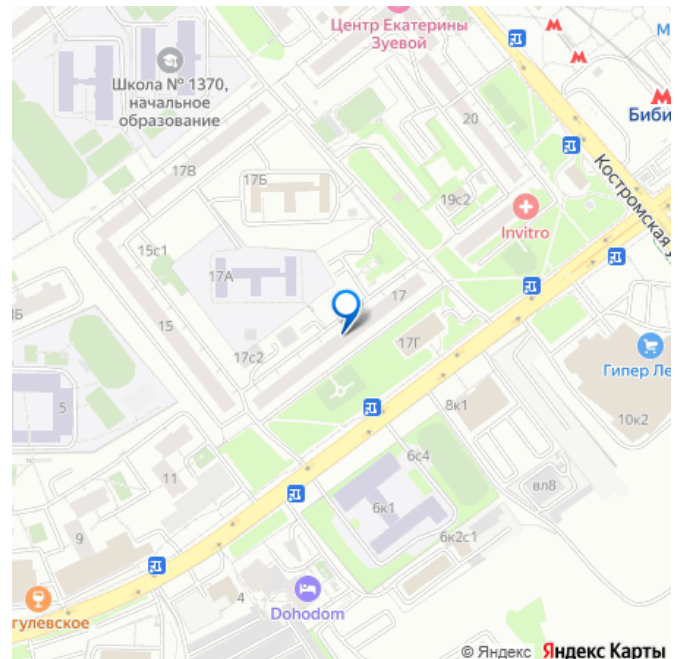 Центр Екатерины
Зуевой
М
Школа № 1370,
начальное
образование
20
Биби
17В
17Б
19с2
Invitro
Костромская у
15с1
17А
17
15
17с2
17Г
5
Гипер Ле
8к1
10к2
11
6с4
вл8
9
6к1
6к2с1
гулевское
4
Dohodom
© Яндекс Яндекс Карты